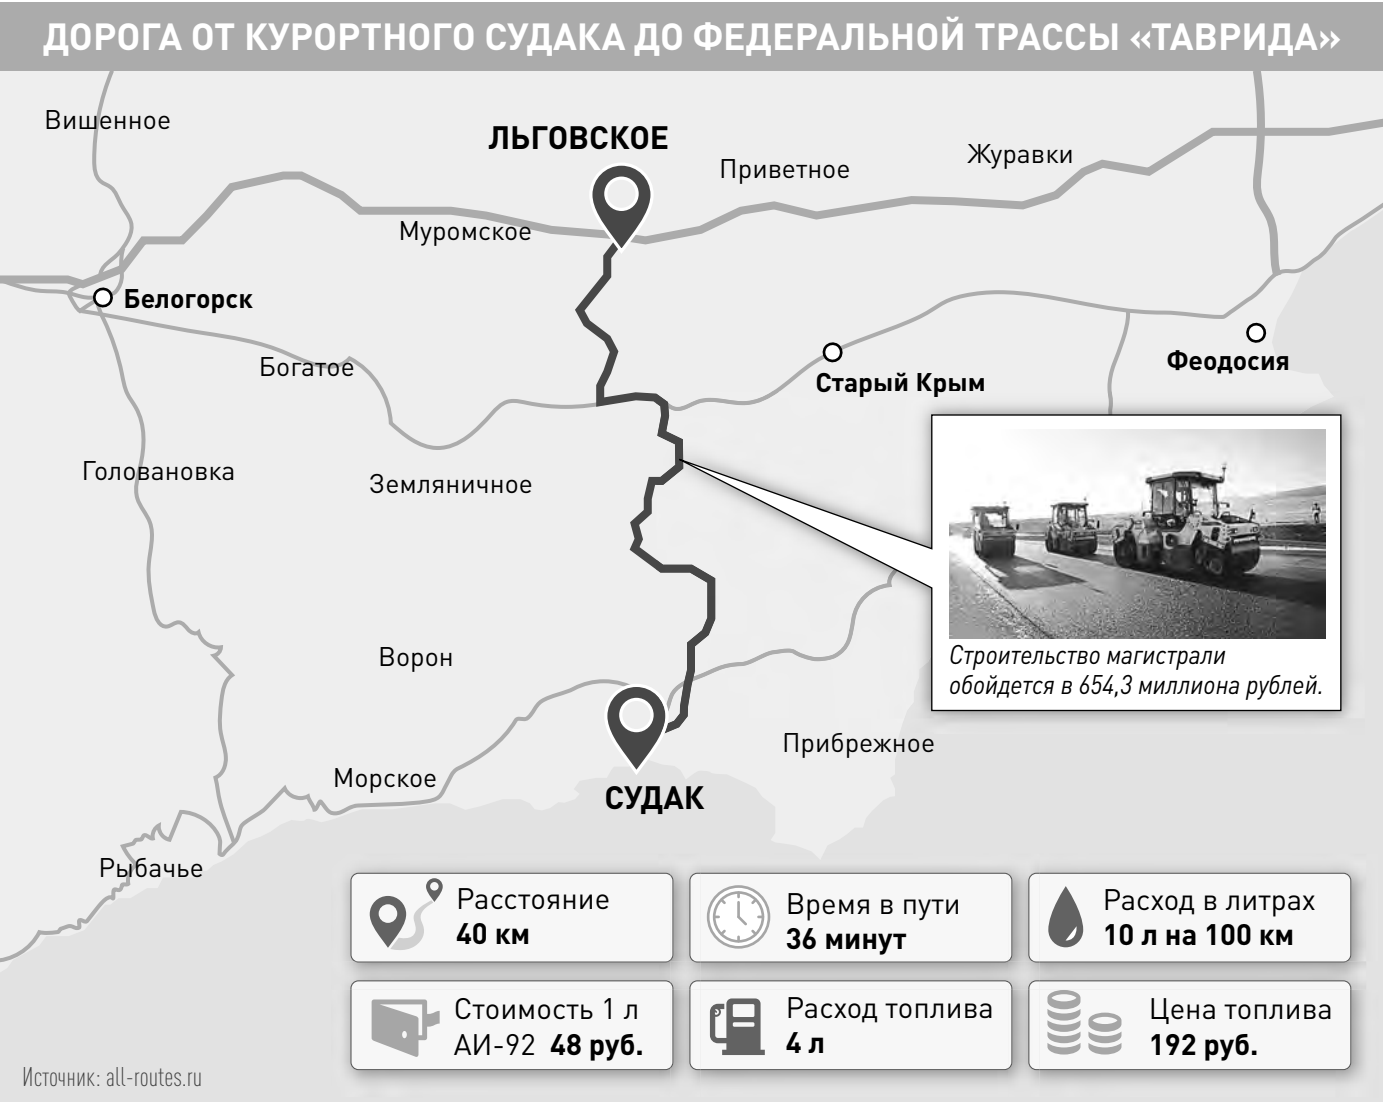 ДОРОГА ОТ КУРОРТНОГО СУДАКА ДО ФЕДЕРАЛЬНОЙ ТРАССЫ «ТАВРИДА»
Вишенное
ЛЬГОВСКОЕ
Журавки
Приветное
Муромское
Белогорск
Богатое
Старый Крым
Феодосия
Головановка
Земляничное
Строительство магистрали
обойдется в 654,3 миллиона рублей.
Ворон
Прибрежное
Морское
СУДАК
Рыбачье
Расстояние
40 км
Время в пути
36 минут
Расход в литрах
10 л на 100 км
Стоимость 1 л
АИ-92 48 руб.
Расход топлива
4 л
Цена топлива
192 руб.
Источник: all-routes.ru